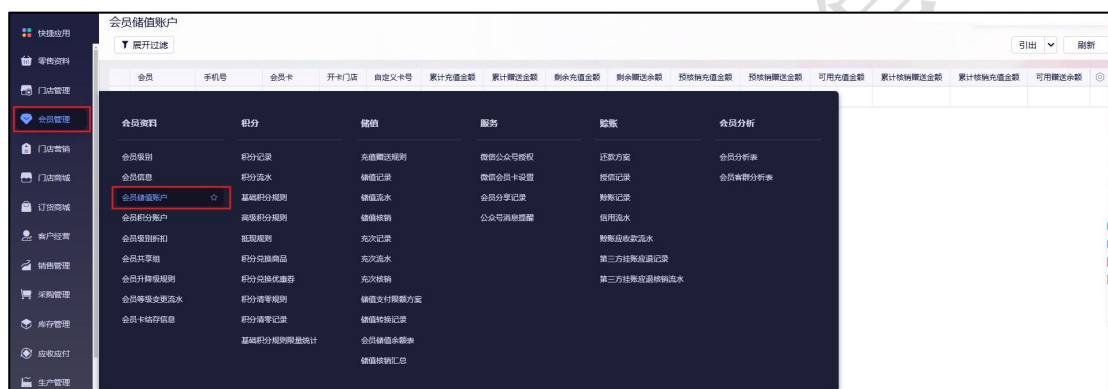 会员储值账户
展开过滤
引出
刷新
会员 手机号 会员卡 开卡门店 自定义卡号 累计充值金额 累计赠送金额 剩余充值金额 剩余赠送余额 预核销充值金额 预核销赠送金额 可用充值金额 累计核销赠送金额 累计核销充值金额 可用赠送余额
快捷应用
零售资料
门店管理
会员管理
门店营销
门店商城
订货商城
客户经营
销售管理
采购管理
库存管理
应收应付
生产管理
会员资料
会员级别
会员信息
会员储值账户
会员积分账户
会员级别折扣
会员共享组
会员升降级规则
会员等级变更流水
会员卡结存信息
积分
积分记录
积分流水
基础积分规则
高级积分规则
抵现规则
积分兑换商品
积分兑换优惠券
积分清零规则
积分清零记录
基础积分规则限量统计
储值
充值赠送规则
储值记录
储值流水
储值核销
充次记录
充次流水
充次核销
储值支付限额方案
储值转换记录
会员储值余额表
储值核销汇总
服务
微信公众号授权
微信会员卡设置
会员分享记录
公众号消息提醒
赊账
还款方案
授信记录
赊账记录
信用流水
赊账应收款流水
第三方挂账应退记录
第三方挂账应退核销流水
会员分析
会员分析表
会员客群分析表